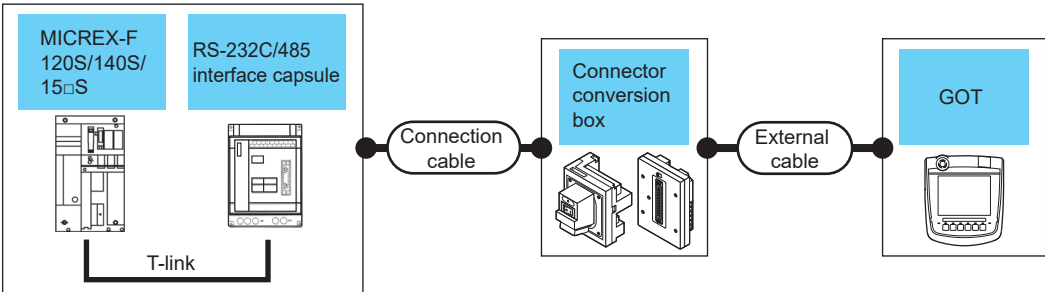 MICREX-F
120S/140S/
15□S
RS-232C/485
interface capsule
T-link
Connection
cable
Connector
conversion
box
External
cable
GOT